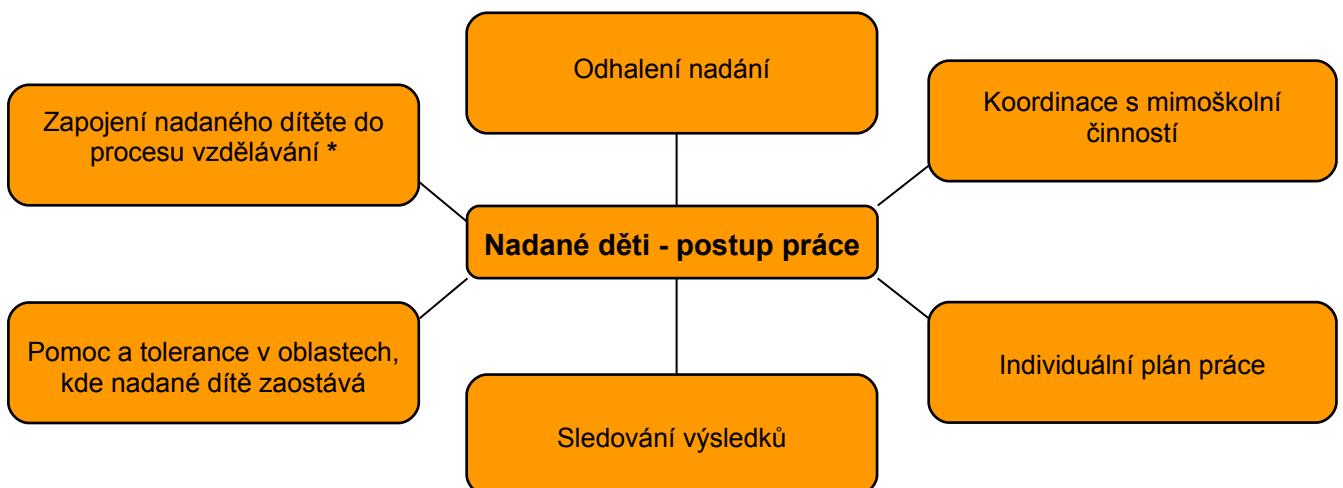 Odhalení nadání
Zapojení nadaného dítěte do
procesu vzdělávání *
Koordinace s mimoškolní
činností
Nadané děti - postup práce
Pomoc a tolerance v oblastech,
kde nadané dítě zaostává
Individuální plán práce
Sledování výsledků